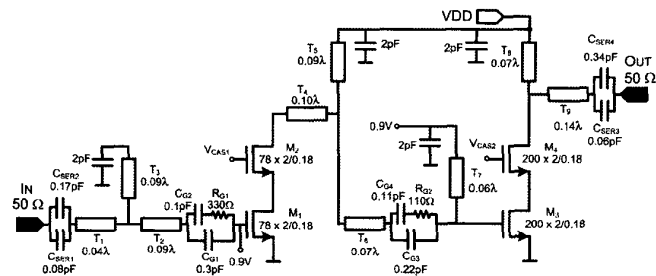 VDD
T5
0.09λ
2pF
2pF
T8
0.07λ
CSER4
0.34pF
OUT
50 Ω
T4
0.10λ
T9
0.14λ
CSER3
0.06pF
0.9V
2pF
VCAS1
M2
78 x 2/0.18
VCAS2
M4
200 x 2/0.18
2pF
T3
0.09λ
T7
0.06λ
IN
50 Ω
CSER2
0.17pF
CG2
0.1pF
RG1
330Ω
M1
78 x 2/0.18
CG4
0.11pF
RG2
110Ω
M3
200 x 2/0.18
T1
0.04λ
T2
0.09λ
CSER1
0.08pF
CG1
0.3pF
0.9V
T6
0.07λ
CG3
0.22pF